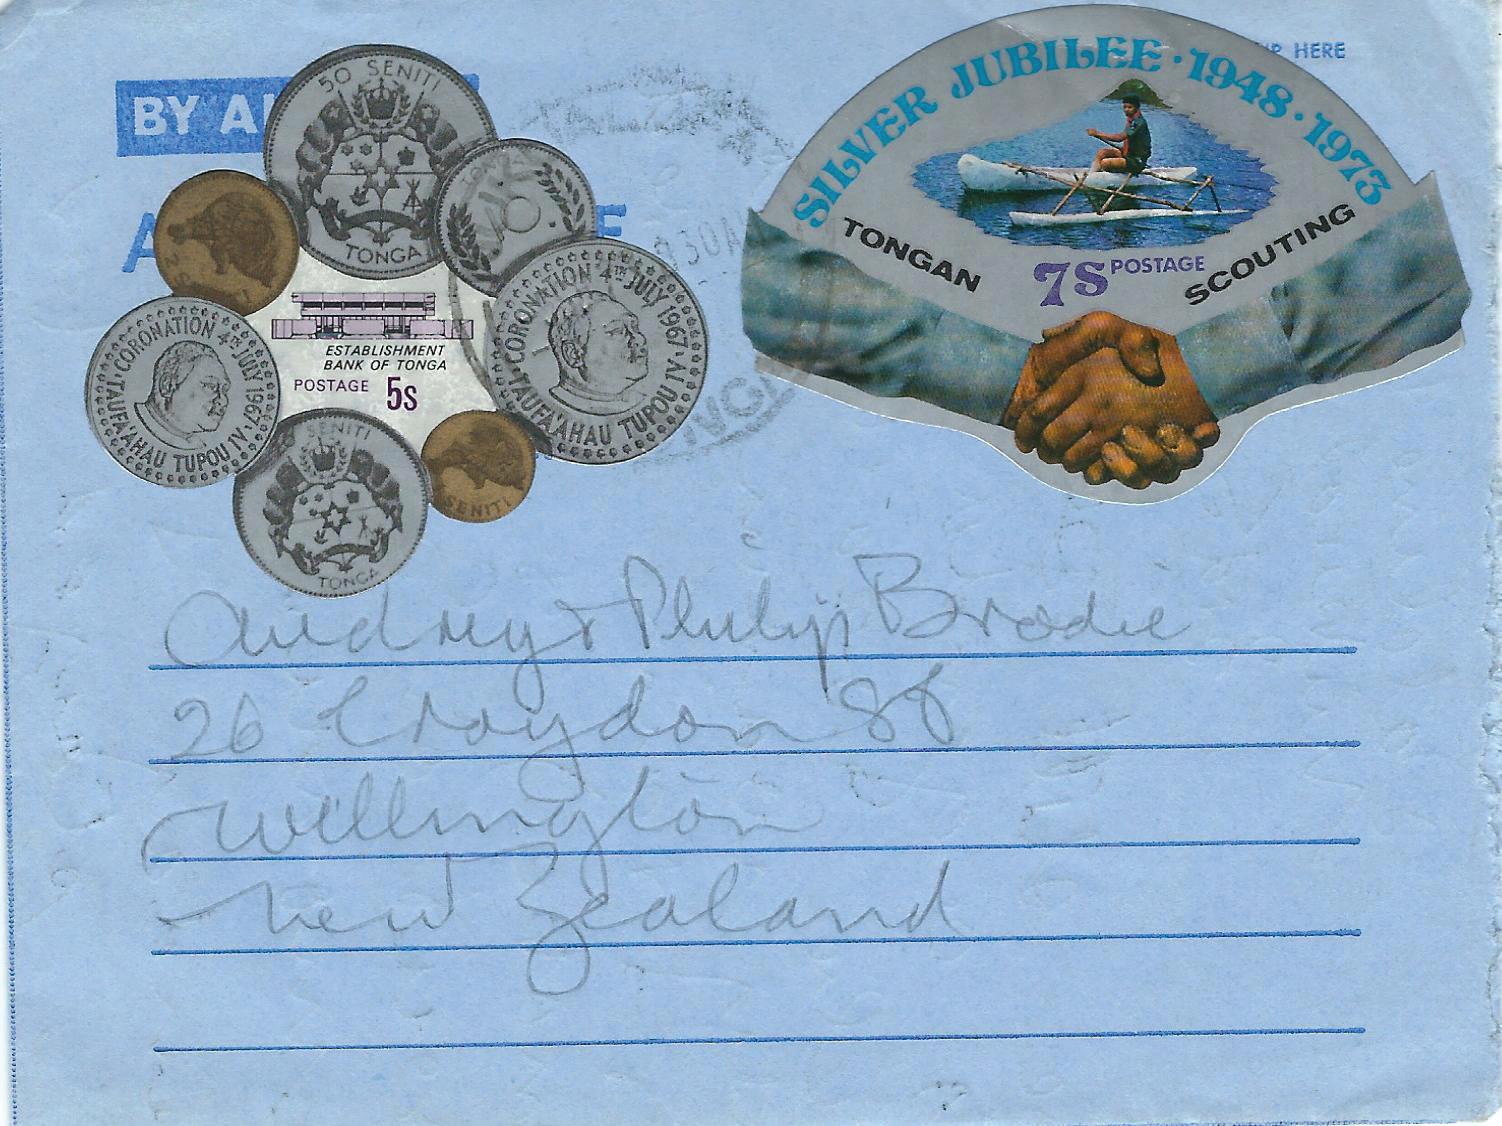 BY A
HERE
SILVER JUBILEE · 1948 · 1973
TONGAN SCOUTING
7S POSTAGE
50 SENITI
TONGA
CORONATION 4TH JULY 1967 · TAUFA'AHAU TUPOU IV ·
CORONATION 4TH JULY 1967 · TAUFA'AHAU TUPOU IV ·
ESTABLISHMENT
BANK OF TONGA
POSTAGE 5s
SENITI
TONGA
SENITI
Audrey & Philip Brodie
26 Croydon St
Wellington
New Zealand